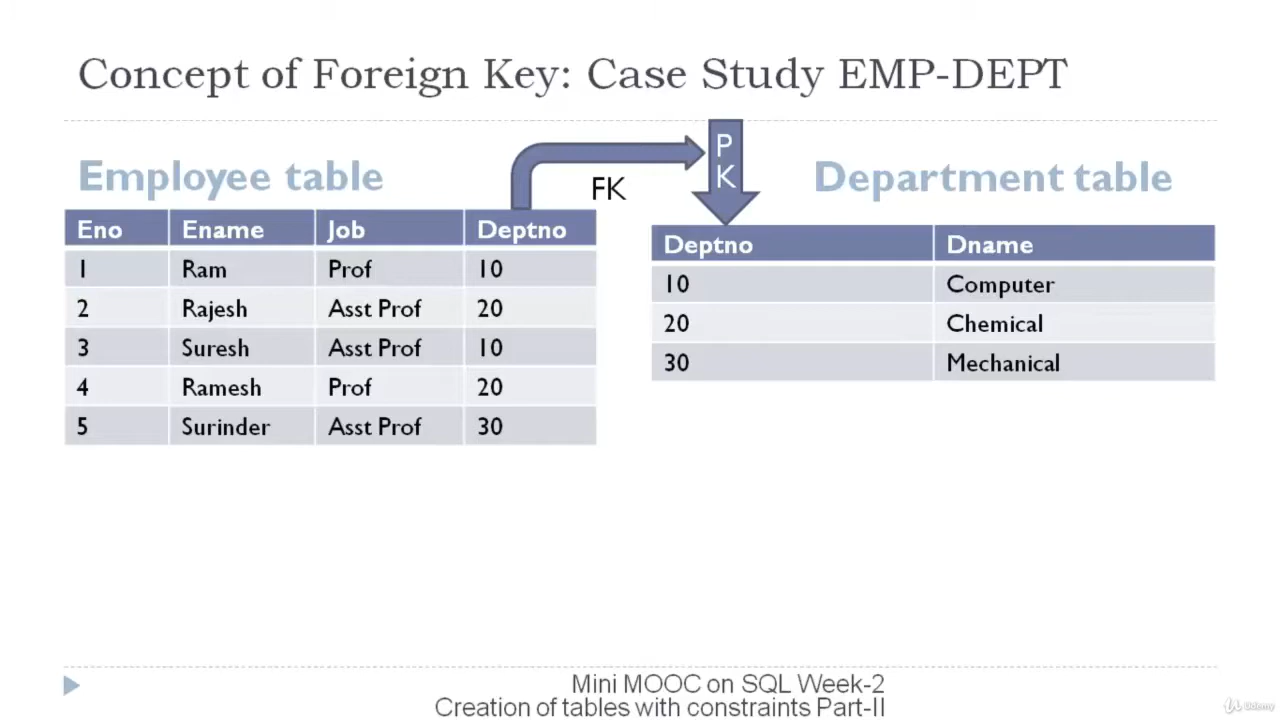 Concept of Foreign Key: Case Study EMP-DEPT
Employee table
FK
P
K
Department table
Eno Ename Job Deptno
1 Ram Prof 10
2 Rajesh Asst Prof 20
3 Suresh Asst Prof 10
4 Ramesh Prof 20
5 Surinder Asst Prof 30
Deptno Dname
10 Computer
20 Chemical
30 Mechanical
Mini MOOC on SQL Week-2
Creation of tables with constraints Part-II
Udemy